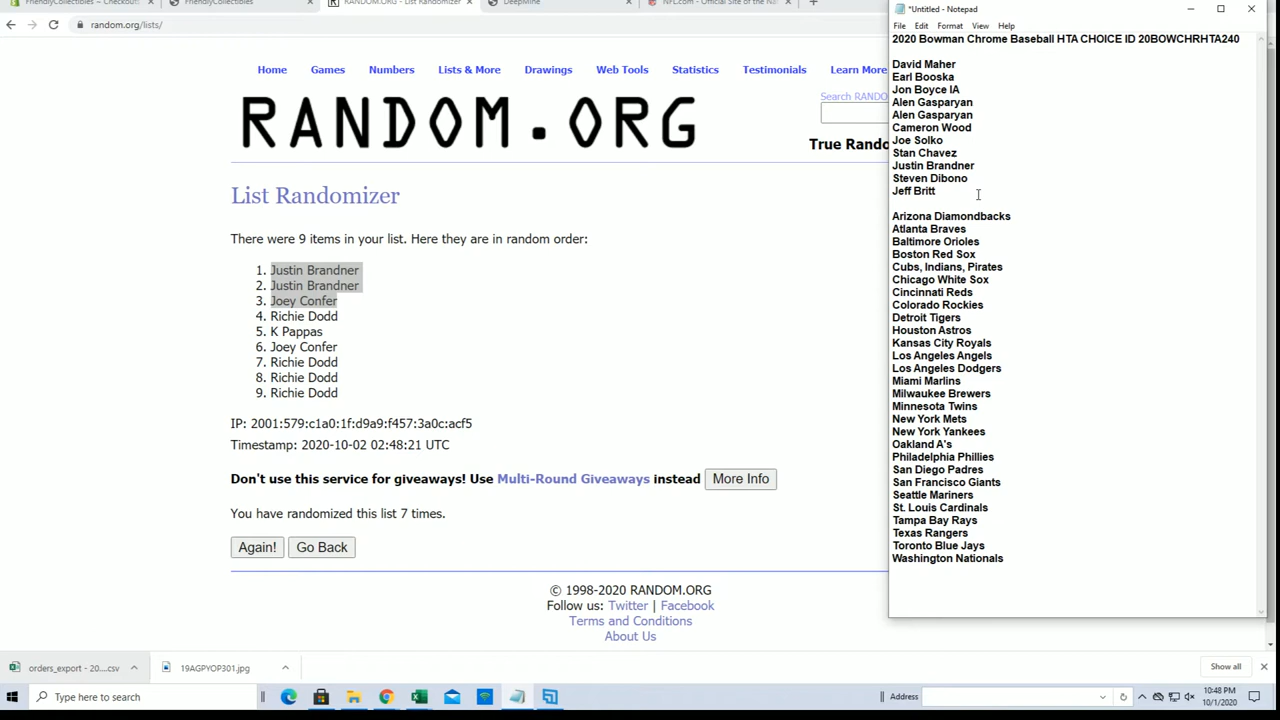 FriendlyCollectibles – Checkout
FriendlyCollectibles
RANDOM.ORG - List Randomizer
DeepMine
NFL.com - Official Site of the Na
random.org/lists/
Home
Games
Numbers
Lists & More
Drawings
Web Tools
Statistics
Testimonials
Learn More
Search RANDO
RANDOM.ORG
True Rando
List Randomizer
There were 9 items in your list. Here they are in random order:
1. Justin Brandner
2. Justin Brandner
3. Joey Confer
4. Richie Dodd
5. K Pappas
6. Joey Confer
7. Richie Dodd
8. Richie Dodd
9. Richie Dodd
IP: 2001:579:c1a0:1f:d9a9:f457:3a0c:acf5
Timestamp: 2020-10-02 02:48:21 UTC
Don't use this service for giveaways! Use Multi-Round Giveaways instead
More Info
You have randomized this list 7 times.
Again!
Go Back
© 1998-2020 RANDOM.ORG
Follow us: Twitter | Facebook
Terms and Conditions
About Us
*Untitled - Notepad
File Edit Format View Help
2020 Bowman Chrome Baseball HTA CHOICE ID 20BOWCHRHTA240
David Maher
Earl Booska
Jon Boyce IA
Alen Gasparyan
Alen Gasparyan
Cameron Wood
Joe Solko
Stan Chavez
Justin Brandner
Steven Dibono
Jeff Britt
Arizona Diamondbacks
Atlanta Braves
Baltimore Orioles
Boston Red Sox
Cubs, Indians, Pirates
Chicago White Sox
Cincinnati Reds
Colorado Rockies
Detroit Tigers
Houston Astros
Kansas City Royals
Los Angeles Angels
Los Angeles Dodgers
Miami Marlins
Milwaukee Brewers
Minnesota Twins
New York Mets
New York Yankees
Oakland A's
Philadelphia Phillies
San Diego Padres
San Francisco Giants
Seattle Mariners
St. Louis Cardinals
Tampa Bay Rays
Texas Rangers
Toronto Blue Jays
Washington Nationals
orders_export - 20....csv
19AGPYOP301.jpg
Show all
Type here to search
Address
10:48 PM
10/1/2020